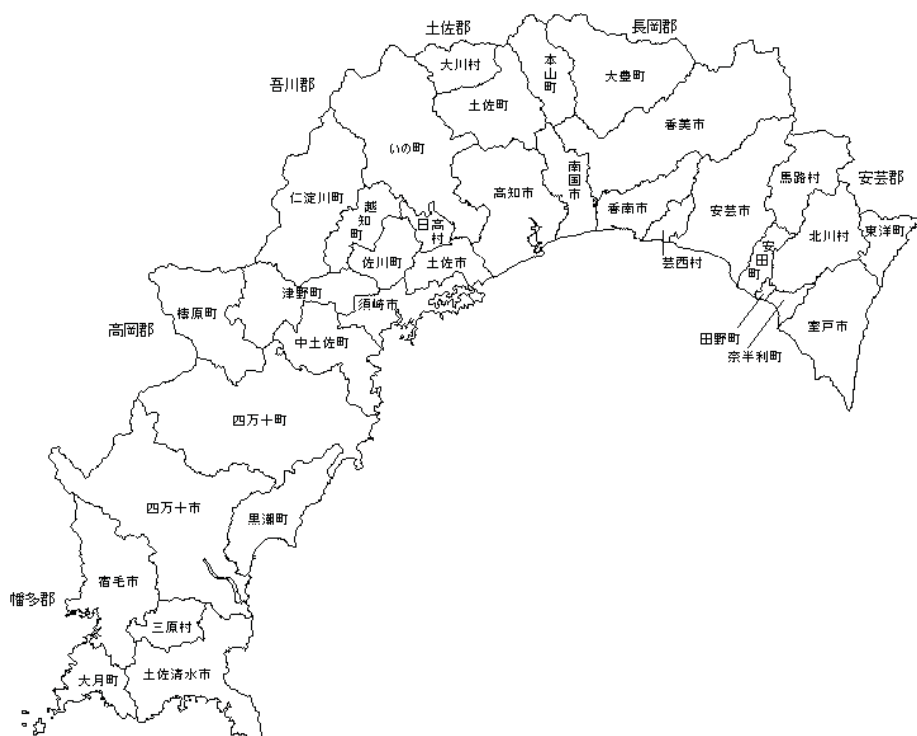 土佐郡
長岡郡
大川村
本山町
大豊町
吾川郡
土佐町
香美市
いの町
南国市
馬路村
安芸郡
仁淀川町
高知市
越知町
香南市
安芸市
日高村
北川村
東洋町
佐川町
土佐市
安田町
芸西村
津野町
須崎市
梼原町
高岡郡
中土佐町
田野町
室戸市
奈半利町
四万十町
四万十市
黒潮町
宿毛市
幡多郡
三原村
大月町
土佐清水市